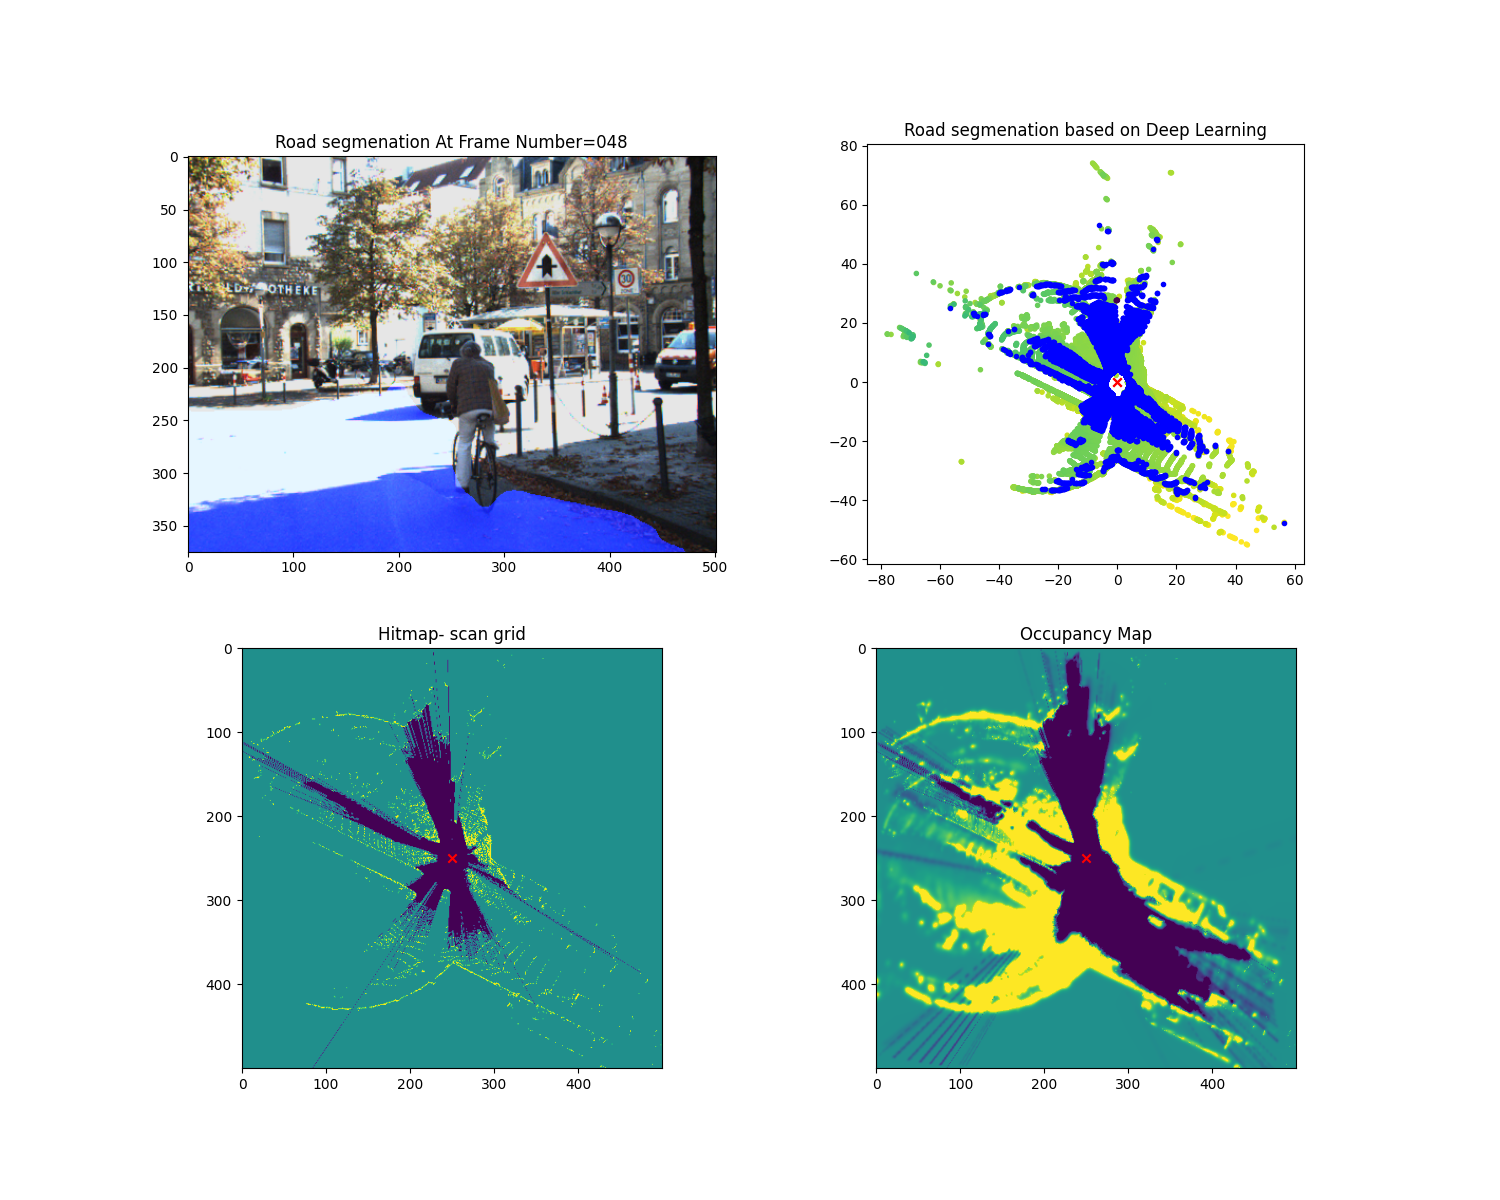 Road segmenation At Frame Number=048
0
50
100
150
200
250
300
350
0 100 200 300 400 500
APOTHEKE
30
ZONE
Road segmenation based on Deep Learning
80
60
40
20
0
−20
−40
−60
−80 −60 −40 −20 0 20 40 60
Hitmap- scan grid
0
100
200
300
400
0 100 200 300 400
Occupancy Map
0
100
200
300
400
0 100 200 300 400